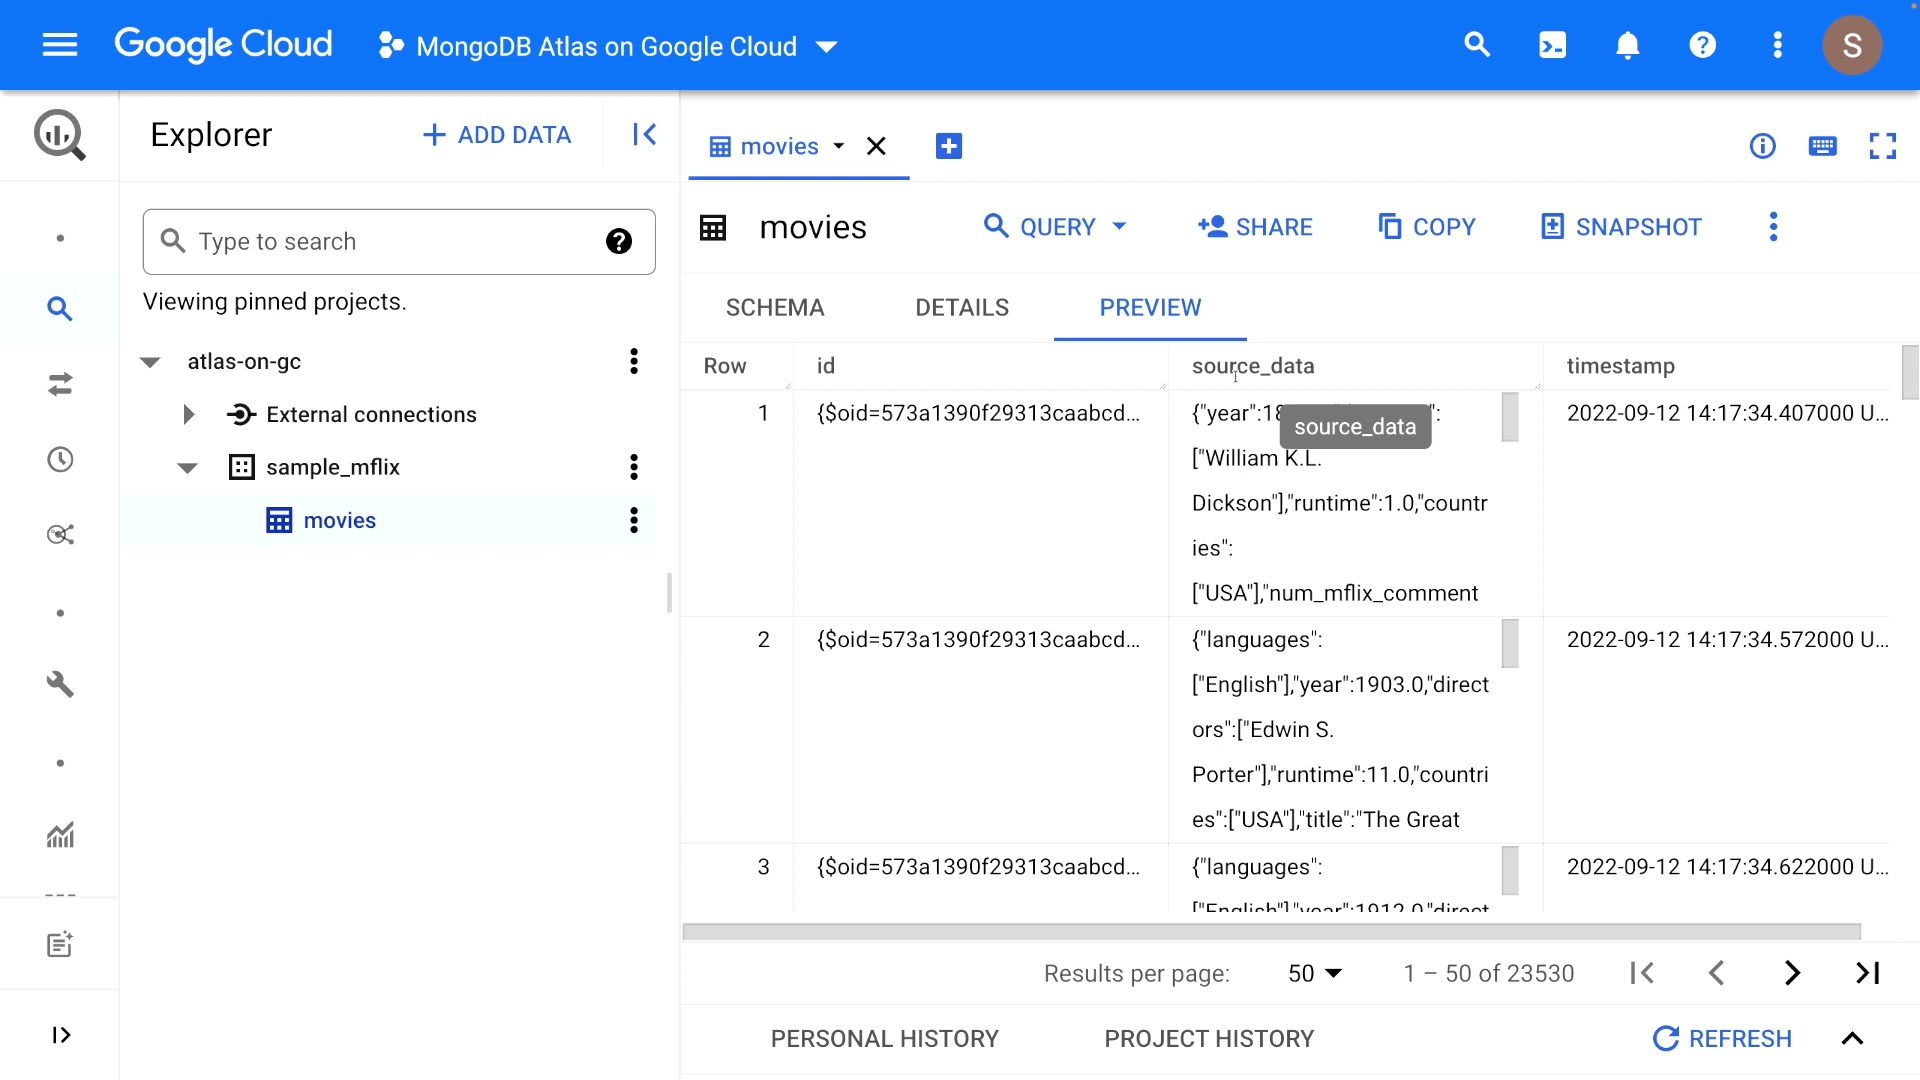 Google Cloud
MongoDB Atlas on Google Cloud
S
Explorer
ADD DATA
movies
Type to search
Viewing pinned projects.
atlas-on-gc
External connections
sample_mflix
movies
movies
QUERY
SHARE
COPY
SNAPSHOT
SCHEMA
DETAILS
PREVIEW
Row
id
source_data
timestamp
1
{$oid=573a1390f29313caabcd...
{"year":18
":
source_data
["William K.L.
Dickson"],"runtime":1.0,"countr
ies":
["USA"],"num_mflix_comment
2022-09-12 14:17:34.407000 U...
2
{$oid=573a1390f29313caabcd...
{"languages":
["English"],"year":1903.0,"direct
ors":["Edwin S.
Porter"],"runtime":11.0,"countri
es":["USA"],"title":"The Great
2022-09-12 14:17:34.572000 U...
3
{$oid=573a1390f29313caabcd...
{"languages":
["English"],"year":1912.0,"direct
2022-09-12 14:17:34.622000 U...
Results per page:
50
1 – 50 of 23530
PERSONAL HISTORY
PROJECT HISTORY
REFRESH